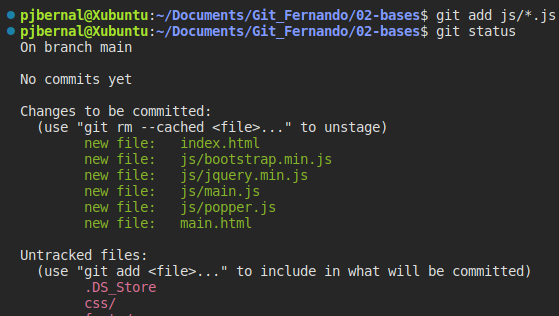 pjbernal@Xubuntu:~/Documents/Git_Fernando/02-bases$ git add js/*.js
pjbernal@Xubuntu:~/Documents/Git_Fernando/02-bases$ git status
On branch main
No commits yet
Changes to be committed:
(use "git rm --cached <file>..." to unstage)
new file: index.html
new file: js/bootstrap.min.js
new file: js/jquery.min.js
new file: js/main.js
new file: js/popper.js
new file: main.html
Untracked files:
(use "git add <file>..." to include in what will be committed)
.DS_Store
css/